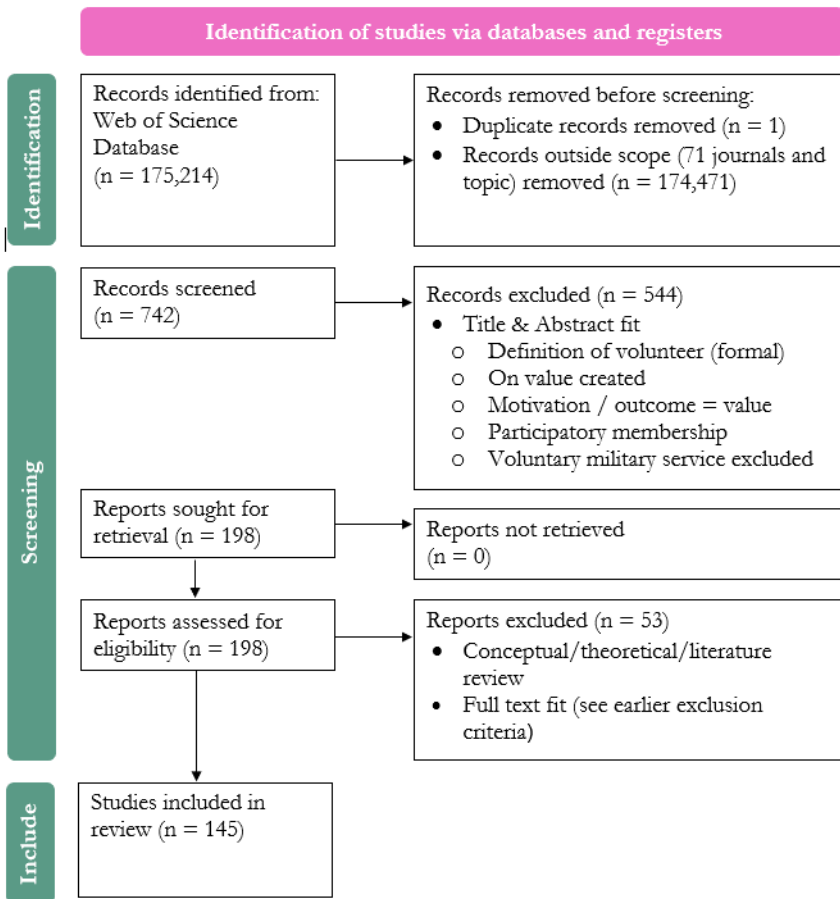 Identification of studies via databases and registers
Identification
Records identified from:
Web of Science
Database
(n = 175,214)
Records removed before screening:
● Duplicate records removed (n = 1)
● Records outside scope (71 journals and
topic) removed (n = 174,471)
Screening
Records screened
(n = 742)
Records excluded (n = 544)
● Title & Abstract fit
o Definition of volunteer (formal)
o On value created
o Motivation / outcome = value
o Participatory membership
o Voluntary military service excluded
Reports sought for
retrieval (n = 198)
Reports not retrieved
(n = 0)
Reports assessed for
eligibility (n = 198)
Reports excluded (n = 53)
● Conceptual/theoretical/literature
review
● Full text fit (see earlier exclusion
criteria)
Include
Studies included in
review (n = 145)